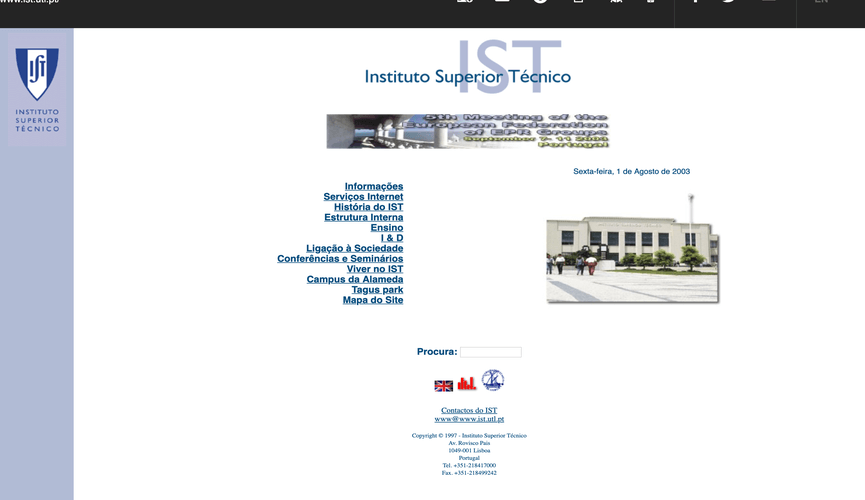 www.ist.utl.pt/
EN
IST
INSTITUTO
SUPERIOR
TÉCNICO
IST
Instituto Superior Técnico
5th Meeting of the
European Federation
of EPR Groups
September 7-11 2003
Portugal
Sexta-feira, 1 de Agosto de 2003
Informações
Serviços Internet
História do IST
Estrutura Interna
Ensino
I & D
Ligação à Sociedade
Conferências e Seminários
Viver no IST
Campus da Alameda
Tagus park
Mapa do Site
Procura:
Contactos do IST
www@www.ist.utl.pt
Copyright © 1997 - Instituto Superior Técnico
Av. Rovisco Pais
1049-001 Lisboa
Portugal
Tel. +351-218417000
Fax. +351-218499242